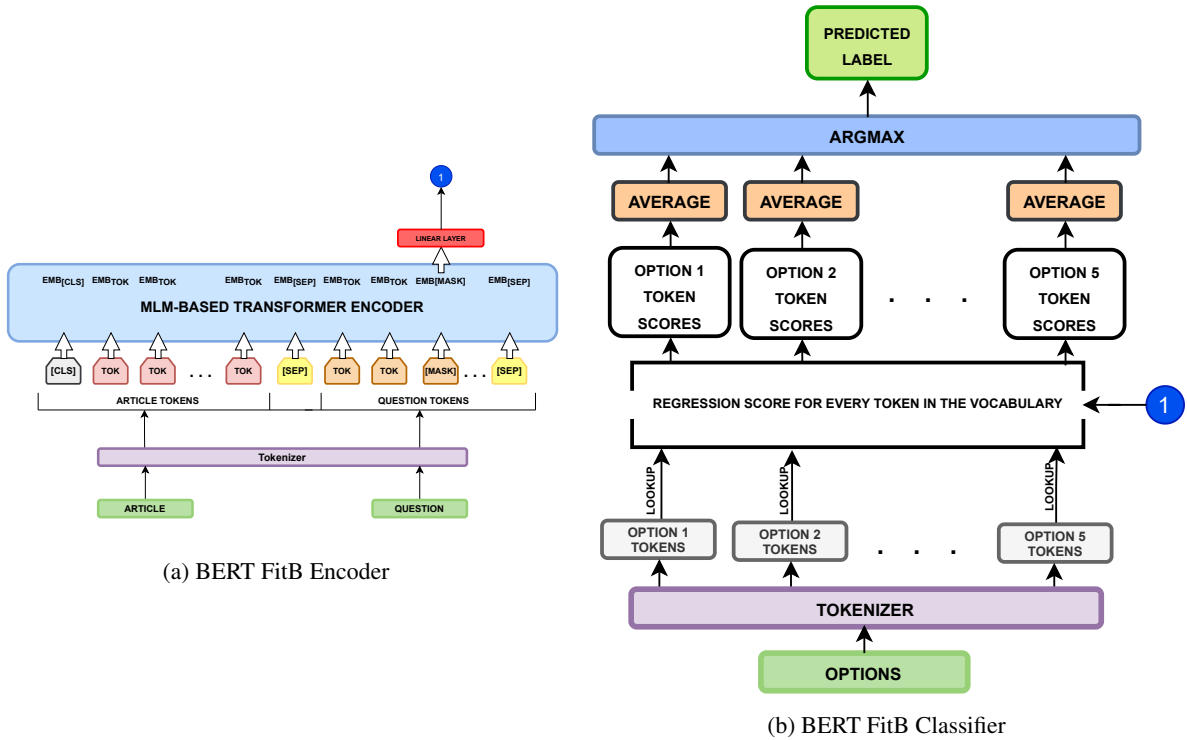 1
LINEAR LAYER
EMB[CLS] EMBTOK EMBTOK EMBTOK EMB[SEP] EMBTOK EMBTOK EMB[MASK] EMB[SEP]
MLM-BASED TRANSFORMER ENCODER
[CLS] TOK TOK . . . TOK [SEP] TOK TOK [MASK] . . . [SEP]
ARTICLE TOKENS QUESTION TOKENS
Tokenizer
ARTICLE QUESTION
(a) BERT FitB Encoder
PREDICTED
LABEL
ARGMAX
AVERAGE AVERAGE AVERAGE
OPTION 1 OPTION 2 OPTION 5
TOKEN TOKEN . . . TOKEN
SCORES SCORES SCORES
REGRESSION SCORE FOR EVERY TOKEN IN THE VOCABULARY 1
LOOKUP LOOKUP LOOKUP
OPTION 1 OPTION 2 OPTION 5
TOKENS TOKENS . . . TOKENS
TOKENIZER
OPTIONS
(b) BERT FitB Classifier